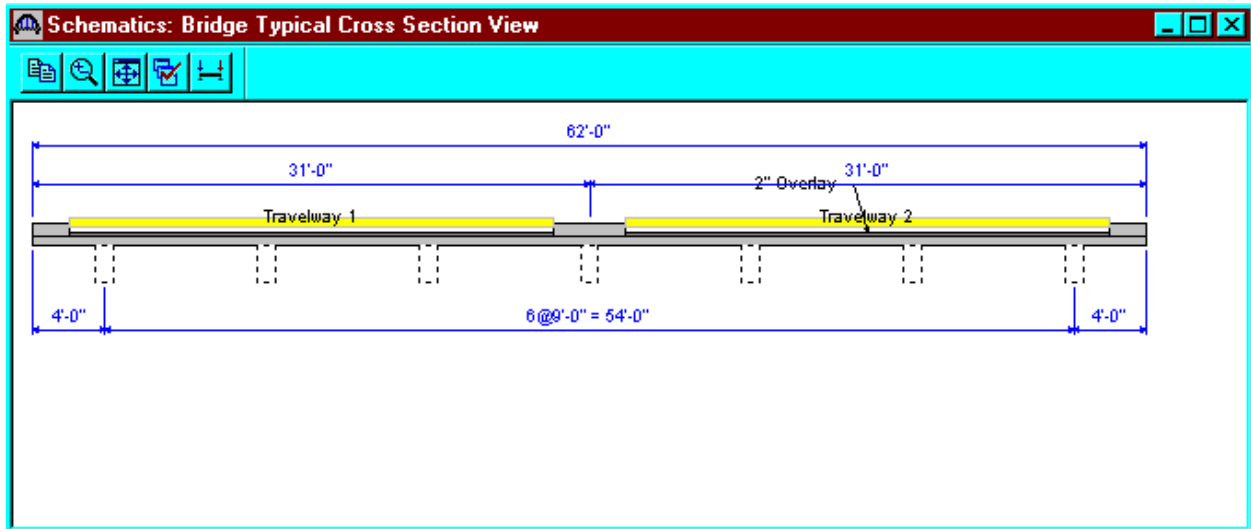 Schematics: Bridge Typical Cross Section View
62'-0"
31'-0"
31'-0"
2" Overlay
Travelway 1
Travelway 2
4'-0"
6@9'-0" = 54'-0"
4'-0"